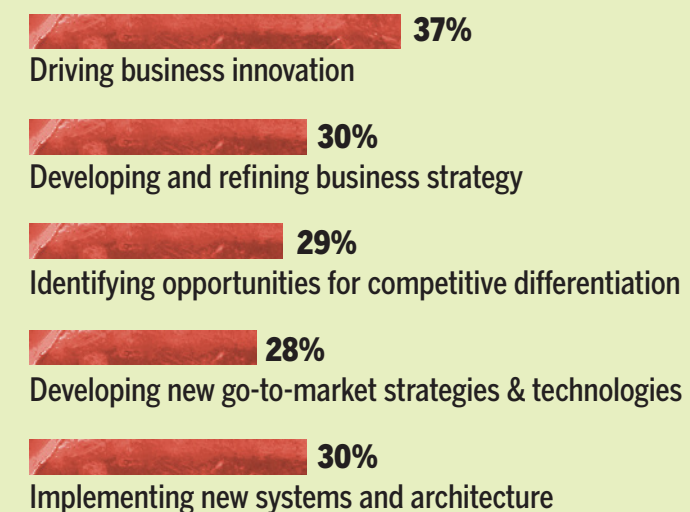 37%
Driving business innovation
30%
Developing and refining business strategy
29%
Identifying opportunities for competitive differentiation
28%
Developing new go-to-market strategies & technologies
30%
Implementing new systems and architecture